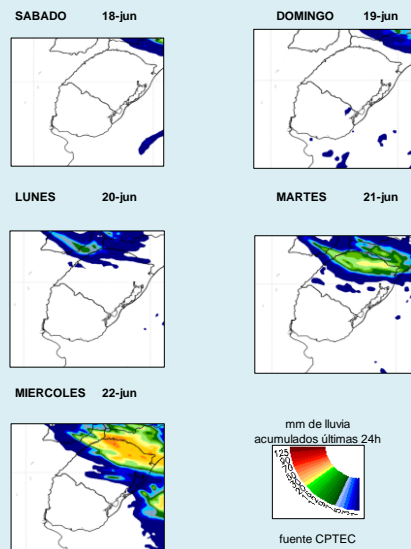 SABADO 18-jun
DOMINGO 19-jun
LUNES 20-jun
MARTES 21-jun
MIERCOLES 22-jun
mm de lluvia
acumulados últimas 24h
125
fuente CPTEC